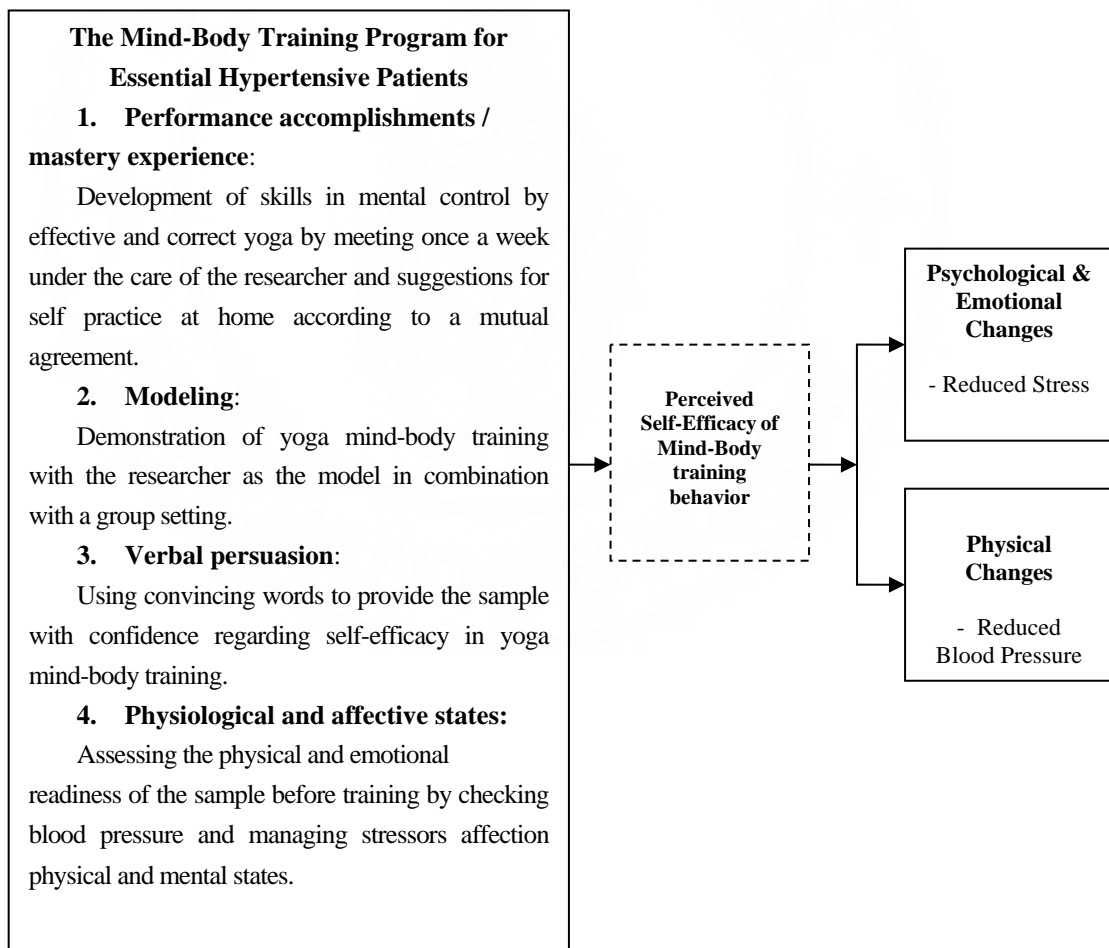 The Mind-Body Training Program for
Essential Hypertensive Patients
1. Performance accomplishments /
mastery experience:
Development of skills in mental control by
effective and correct yoga by meeting once a week
under the care of the researcher and suggestions for
self practice at home according to a mutual
agreement.
2. Modeling:
Demonstration of yoga mind-body training
with the researcher as the model in combination
with a group setting.
3. Verbal persuasion:
Using convincing words to provide the sample
with confidence regarding self-efficacy in yoga
mind-body training.
4. Physiological and affective states:
Assessing the physical and emotional
readiness of the sample before training by checking
blood pressure and managing stressors affection
physical and mental states.
Perceived
Self-Efficacy of
Mind-Body
training
behavior
Psychological &
Emotional
Changes
- Reduced Stress
Physical
Changes
- Reduced
Blood Pressure